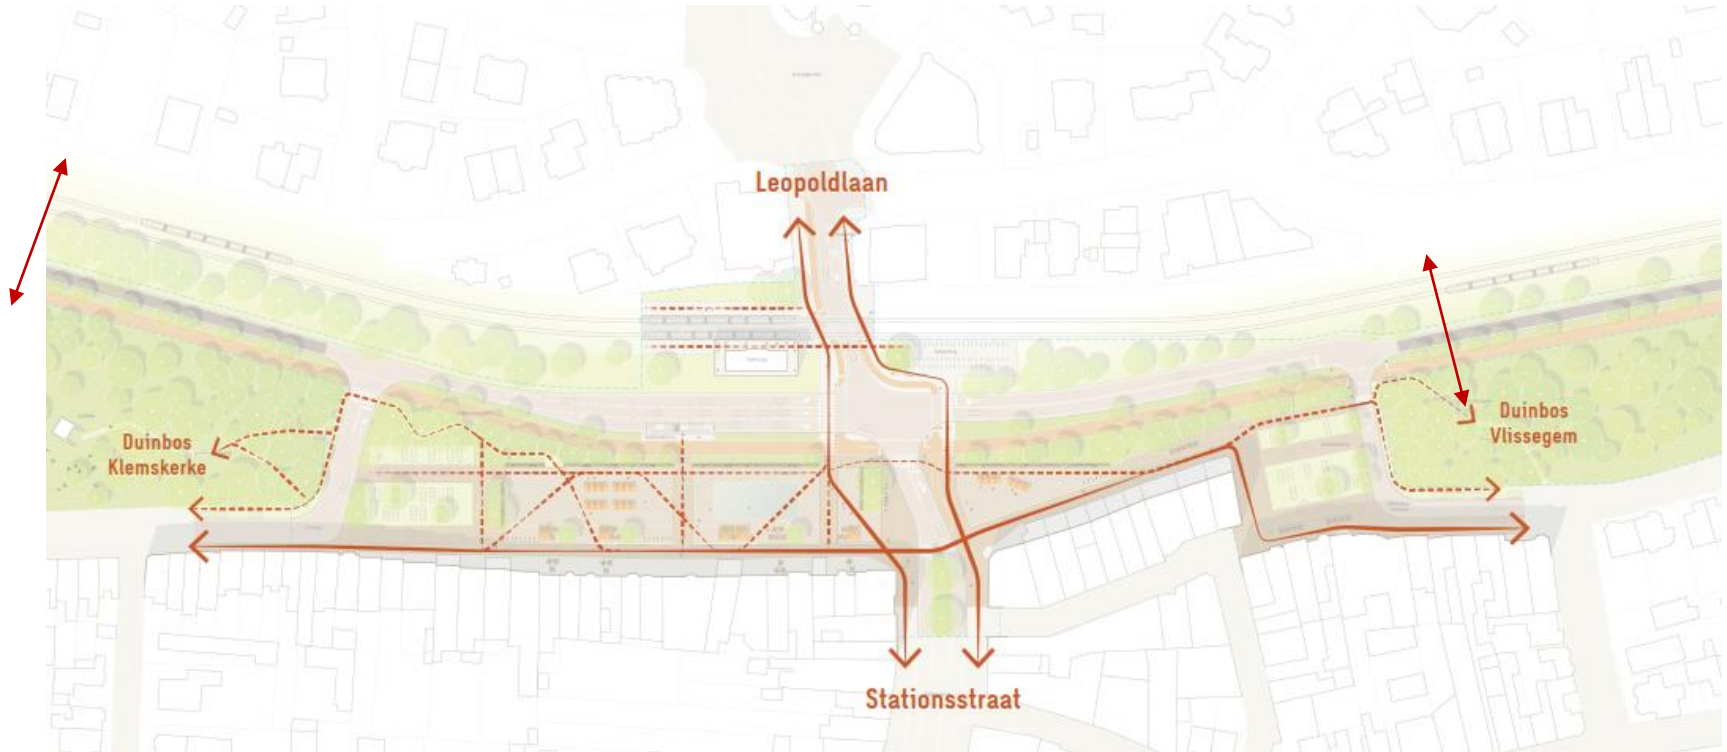 Leopoldlaan
Duinbos
Klemskerke
Duinbos
Vlissegem
Stationsstraat